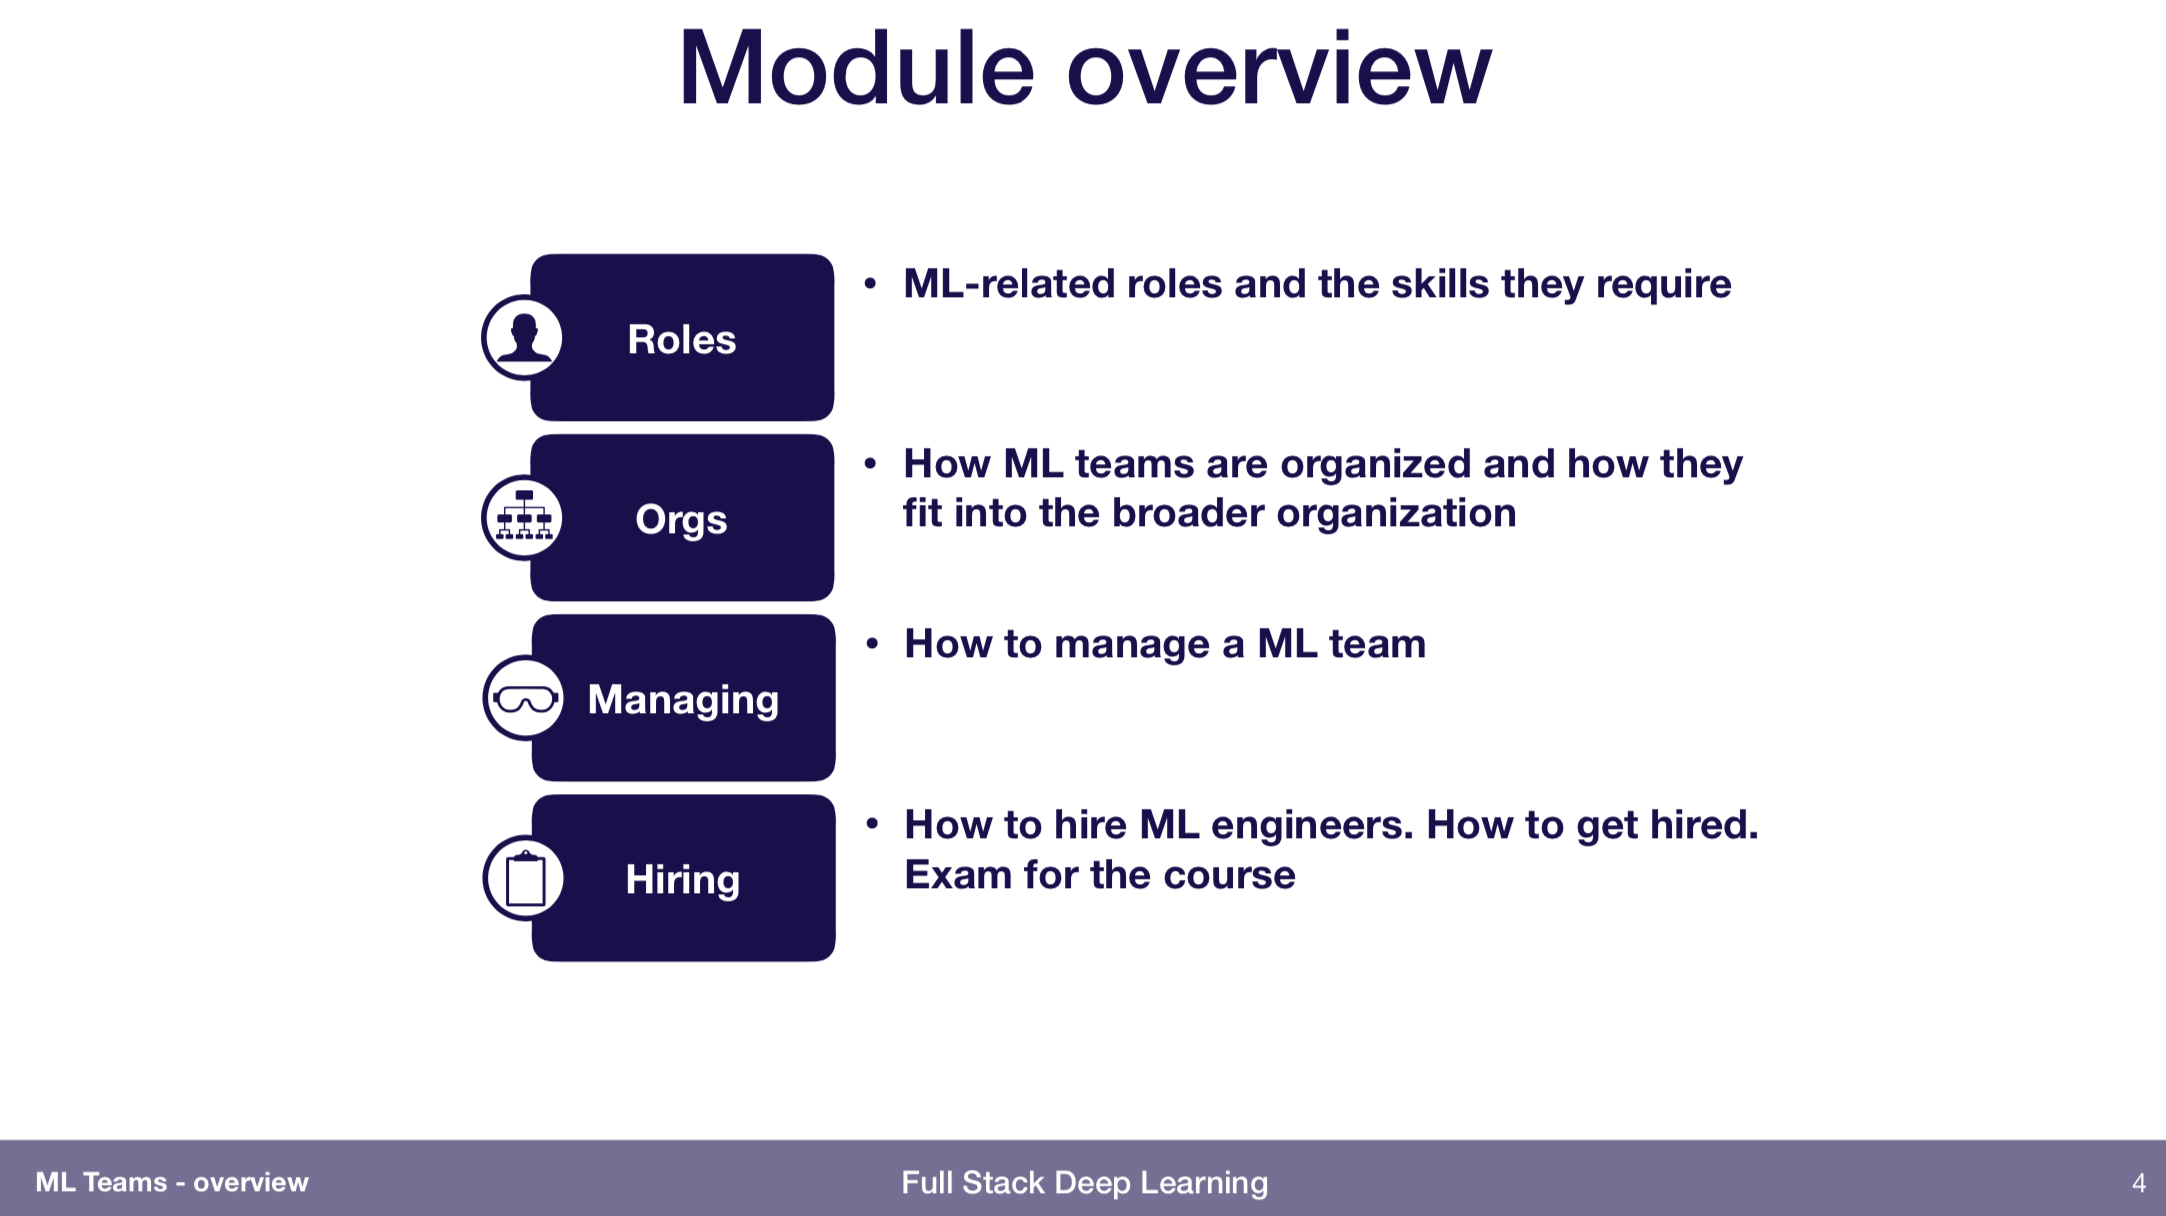 Module overview
Roles
• ML-related roles and the skills they require
Orgs
• How ML teams are organized and how they
fit into the broader organization
Managing
• How to manage a ML team
Hiring
• How to hire ML engineers. How to get hired.
Exam for the course
ML Teams - overview
Full Stack Deep Learning
4